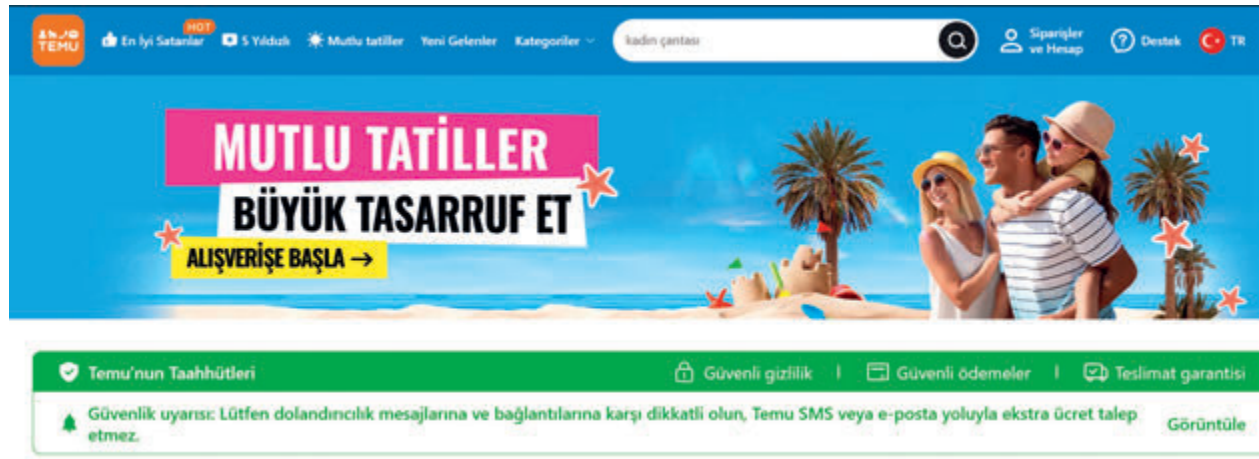 TEMU
En İyi Satanlar
HOT
5 Yıldızlı
Mutlu tatiller
Yeni Gelenler
Kategoriler
kadın çantası
Siparişler
ve Hesap
Destek
TR
MUTLU TATİLLER
BÜYÜK TASARRUF ET
ALIŞVERİŞE BAŞLA →
Temu'nun Taahhütleri
Güvenli gizlilik
Güvenli ödemeler
Teslimat garantisi
Güvenlik uyarısı: Lütfen dolandırıcılık mesajlarına ve bağlantılarına karşı dikkatli olun, Temu SMS veya e-posta yoluyla ekstra ücret talep
etmez.
Görüntüle